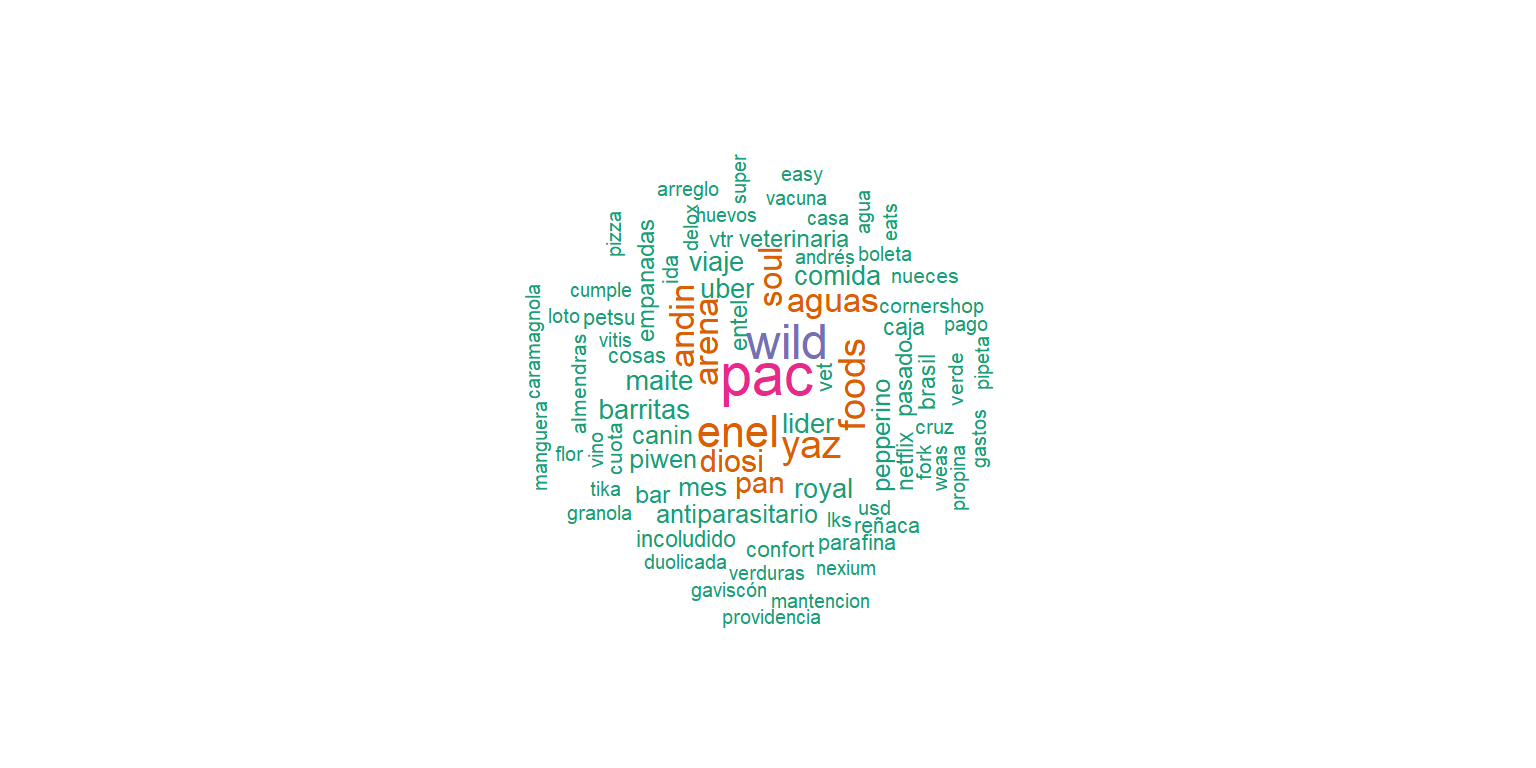 super
easy
arreglo
vacuna
agua
eats
pizza
delox
huevos
casa
empanadas
vtr
veterinaria
soul
andrés
boleta
ida
viaje
comida
nueces
cumple
uber
aguas
cornershop
caramagnola
loto
petsu
andin
arena
entel
wild
caja
pago
vitis
cosas
foods
pasado
brasil
verde
pipeta
almendras
maite
pac
vet
barritas
pepperino
manguera
vino
cuota
canin
enel
lider
yaz
cruz
flor
piwen
diosi
netflix
fork
weas
propina
gastos
tika
bar
mes
pan
royal
granola
antiparasitario
lks
usd
reñaca
incoludido
confort
parafina
duolicada
verduras
nexium
gaviscón
mantencion
providencia